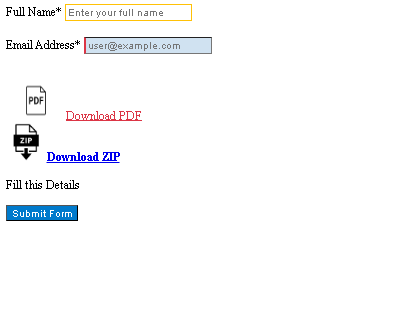 Full Name* Enter your full name
Email Address* user@example.com
PDF Download PDF
ZIP Download ZIP
Fill this Details
Submit Form